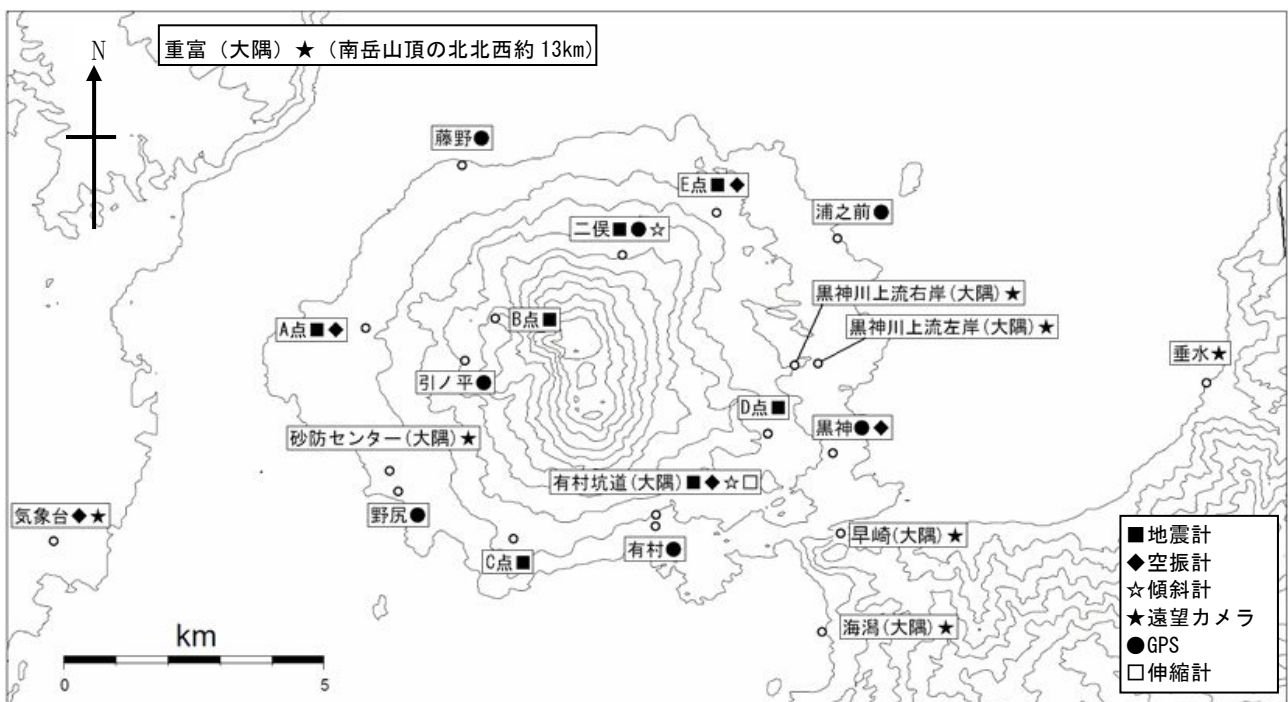 重富（大隅）★（南岳山頂の北北西約13km）
N
藤野●
E点■◆
浦之前●
二俣■●☆
黒神川上流右岸(大隅)★
黒神川上流左岸(大隅)★
A点■◆
B点■
垂水★
引ノ平●
D点■
砂防センター(大隅)★
黒神●◆
有村坑道(大隅)■◆☆□
気象台◆★
野尻●
早崎(大隅)★
有村●
C点■
海潟(大隅)★
km
0 5
■地震計
◆空振計
☆傾斜計
★遠望カメラ
●GPS
□伸縮計